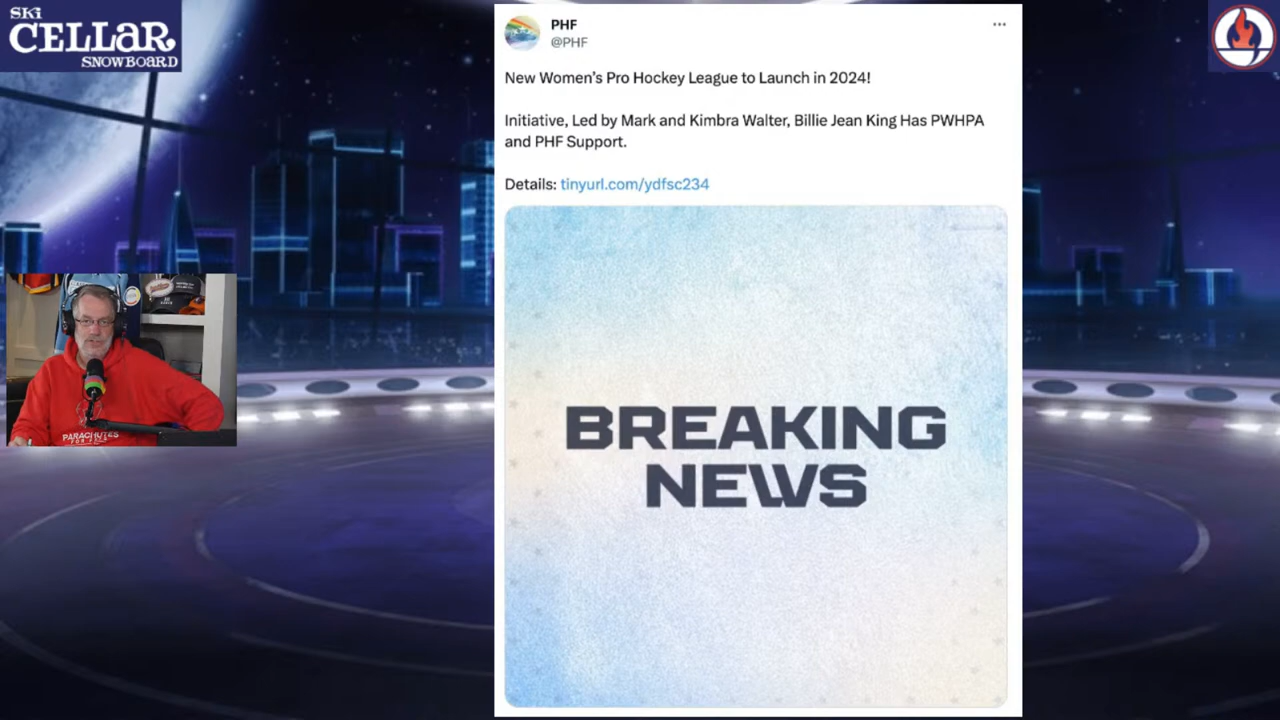 SKi
CELLAR
SNOWBOARD
PHF
@PHF
New Women's Pro Hockey League to Launch in 2024!
Initiative, Led by Mark and Kimbra Walter, Billie Jean King Has PWHPA
and PHF Support.
Details: tinyurl.com/ydfsc234
BREAKING
NEWS
PARACHUTES